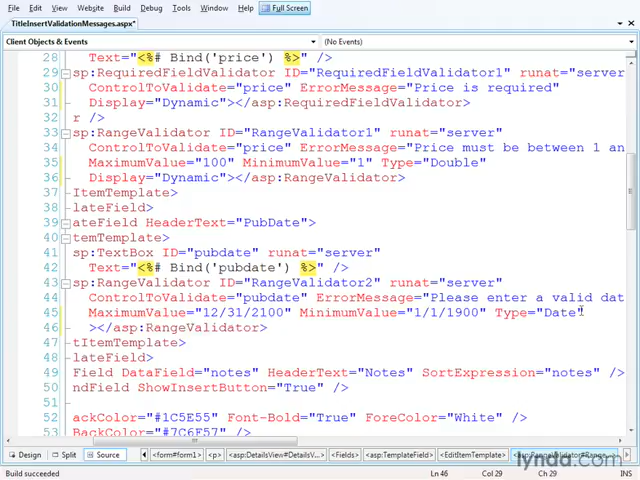 File Edit View Debug Tools Window Help Full Screen
TitleInsertValidationMessages.aspx*
Client Objects & Events (No Events)
28 Text="<%# Bind('price') %>" />
29 sp:RequiredFieldValidator ID="RequiredFieldValidator1" runat="server
30 ControlToValidate="price" ErrorMessage="Price is required"
31 Display="Dynamic"></asp:RequiredFieldValidator>
32 r />
33 sp:RangeValidator ID="RangeValidator1" runat="server"
34 ControlToValidate="price" ErrorMessage="Price must be between 1 an
35 MaximumValue="100" MinimumValue="1" Type="Double"
36 Display="Dynamic"></asp:RangeValidator>
37 ItemTemplate>
38 lateField>
39 ateField HeaderText="PubDate">
40 temTemplate>
41 sp:TextBox ID="pubdate" runat="server"
42 Text="<%# Bind('pubdate') %>" />
43 sp:RangeValidator ID="RangeValidator2" runat="server"
44 ControlToValidate="pubdate" ErrorMessage="Please enter a valid dat
45 MaximumValue="12/31/2100" MinimumValue="1/1/1900" Type="Date"
46 ></asp:RangeValidator>
47 tItemTemplate>
48 lateField>
49 Field DataField="notes" HeaderText="Notes" SortExpression="notes" />
50 ndField ShowInsertButton="True" />
51
52 ackColor="#1C5E55" Font-Bold="True" ForeColor="White" />
53 BackColor="#7C6F57" />
Design Split Source <form#form1> <p> <asp:DetailsView#DetailsV... <Fields> <asp:TemplateField> <EditItemTemplate> <asp:RangeValidator#Range...
lynda.com
Build succeeded Ln 46 Col 29 Ch 29 INS